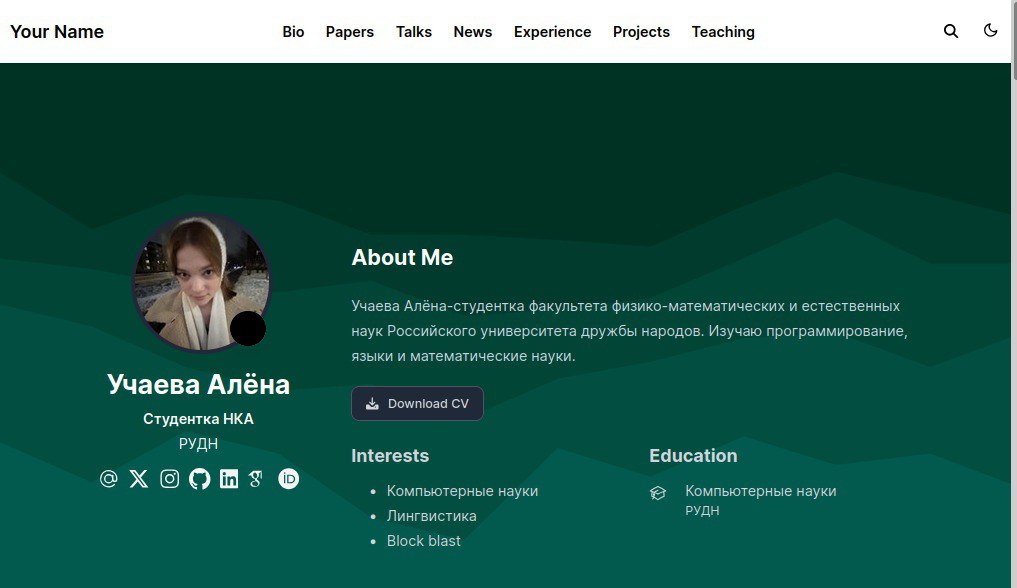 Your Name
Bio Papers Talks News Experience Projects Teaching
Учаева Алёна
Студентка НКА
РУДН
About Me
Учаева Алёна-студентка факультета физико-математических и естественных
наук Российского университета дружбы народов. Изучаю программирование,
языки и математические науки.
Download CV
Interests
Компьютерные науки
Лингвистика
Block blast
Education
Компьютерные науки
РУДН